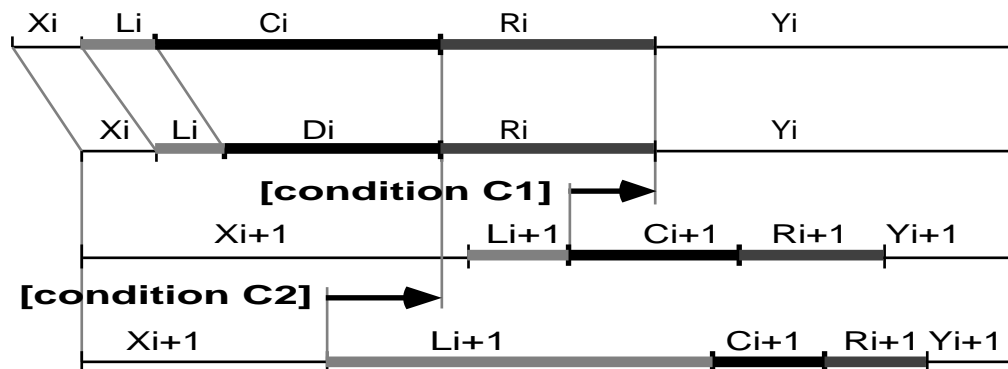 Xi Li Ci Ri Yi
Xi Li Di Ri Yi
[condition C1]
Xi+1 Li+1 Ci+1 Ri+1 Yi+1
[condition C2]
Xi+1 Li+1 Ci+1 Ri+1 Yi+1